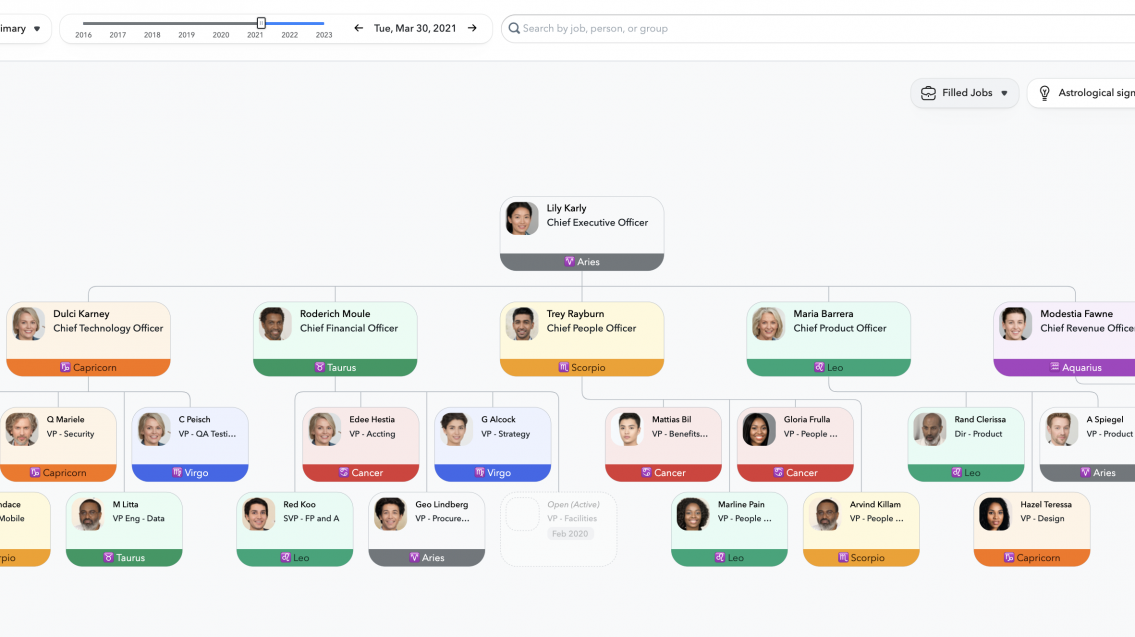 imary
2016 2017 2018 2019 2020 2021 2022 2023
Tue, Mar 30, 2021
Search by job, person, or group
Filled Jobs
Astrological sign
Lily Karly
Chief Executive Officer
Aries
Dulci Karney
Chief Technology Officer
Capricorn
Roderich Moule
Chief Financial Officer
Taurus
Trey Rayburn
Chief People Officer
Scorpio
Maria Barrera
Chief Product Officer
Leo
Modestia Fawne
Chief Revenue Officer
Aquarius
Q Mariele
VP - Security
Capricorn
C Peisch
VP - QA Testi...
Virgo
Edee Hestia
VP - Accting
Cancer
G Alcock
VP - Strategy
Virgo
Mattias Bil
VP - Benefits...
Cancer
Gloria Frulla
VP - People ...
Cancer
Rand Clerissa
Dir - Product
Leo
A Spiegel
VP - Product
Aries
ndace
Mobile
rpio
M Litta
VP Eng - Data
Taurus
Red Koo
SVP - FP and A
Leo
Geo Lindberg
VP - Procure...
Aries
Open (Active)
VP - Facilities
Feb 2020
Marline Pain
VP - People ...
Leo
Arvind Killam
VP - People ...
Scorpio
Hazel Teressa
VP - Design
Capricorn